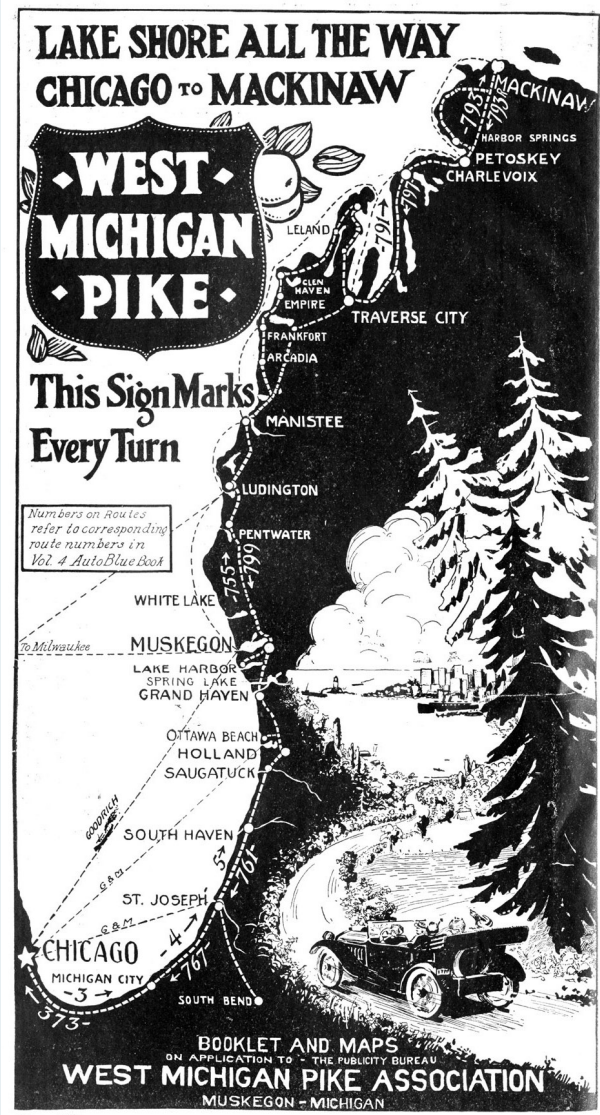 LAKE SHORE ALL THE WAY
CHICAGO TO MACKINAW
WEST
MICHIGAN
PIKE
This Sign Marks
Every Turn
Numbers on Routes
refer to corresponding
route numbers in
Vol. 4 Auto Blue Book
MACKINAW
793
793R
HARBOR SPRINGS
PETOSKEY
CHARLEVOIX
797
791
LELAND
GLEN
HAVEN
EMPIRE
TRAVERSE CITY
FRANKFORT
ARCADIA
MANISTEE
LUDINGTON
PENTWATER
755
799
WHITE LAKE
To Milwaukee
MUSKEGON
LAKE HARBOR
SPRING LAKE
GRAND HAVEN
OTTAWA BEACH
HOLLAND
SAUGATUCK
GOODRICH
SOUTH HAVEN
5
761
G & M
ST. JOSEPH
G & M
4
767
CHICAGO
MICHIGAN CITY
3
373
SOUTH BEND
BOOKLET AND MAPS
ON APPLICATION TO - THE PUBLICITY BUREAU
WEST MICHIGAN PIKE ASSOCIATION
MUSKEGON - MICHIGAN